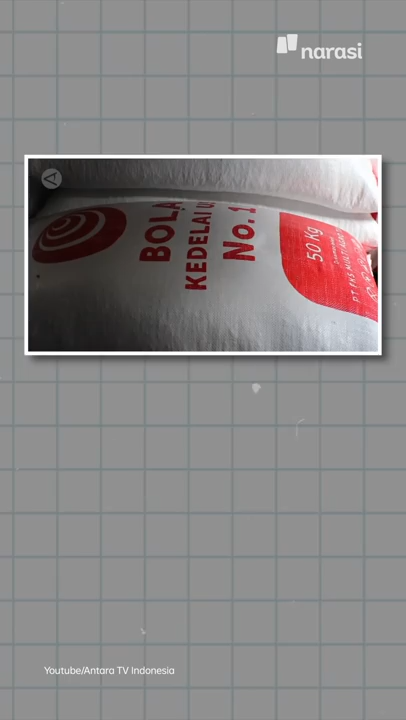 narasi
BOLA
KEDELAI U
No. 1
50 Kg
Youtube/Antara TV Indonesia